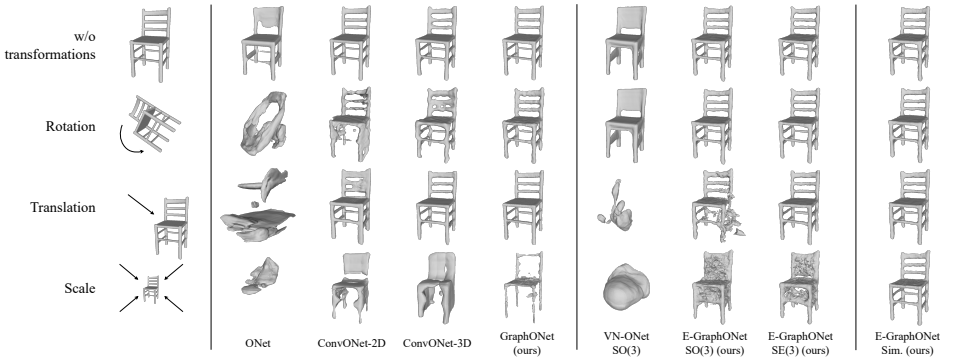 w/o
transformations
Rotation
Translation
Scale
ONet
ConvONet-2D
ConvONet-3D
GraphONet
(ours)
VN-ONet
SO(3)
E-GraphONet
SO(3) (ours)
E-GraphONet
SE(3) (ours)
E-GraphONet
Sim. (ours)